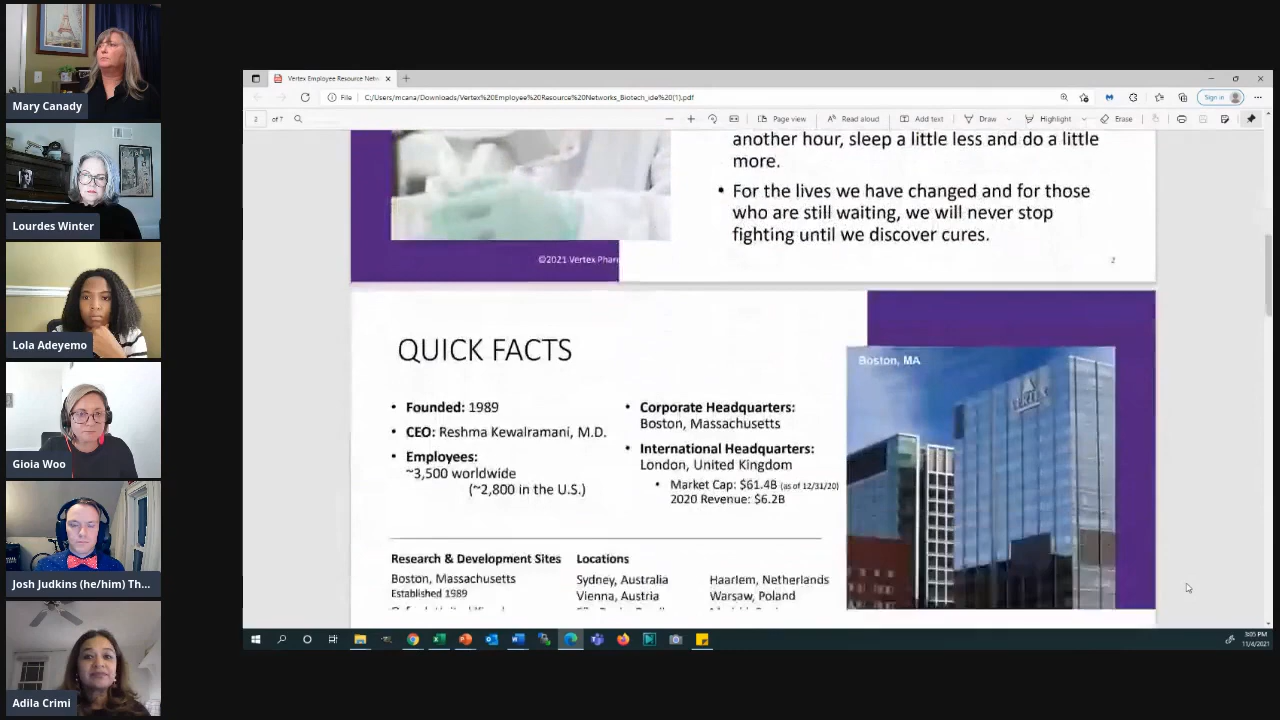 Mary Canady
Lourdes Winter
Lola Adeyemo
Gioia Woo
Josh Judkins (he/him) Th...
Adila Crimi
Vertex Employee Resource Netw
File
C:/Users/mcana/Downloads/Vertex%20Employee%20Resource%20Networks_Biotech_ide%20(1).pdf
Sign in
2 of 7
Page view
Read aloud
Add text
Draw
Highlight
Erase
another hour, sleep a little less and do a little
more.
• For the lives we have changed and for those
who are still waiting, we will never stop
fighting until we discover cures.
©2021 Vertex Pharm
2
QUICK FACTS
• Founded: 1989
• CEO: Reshma Kewalramani, M.D.
• Employees:
~3,500 worldwide
(~2,800 in the U.S.)
• Corporate Headquarters:
Boston, Massachusetts
• International Headquarters:
London, United Kingdom
• Market Cap: $61.4B (as of 12/31/20)
2020 Revenue: $6.2B
Boston, MA
Research & Development Sites
Boston, Massachusetts
Established 1989
Locations
Sydney, Australia
Vienna, Austria
Haarlem, Netherlands
Warsaw, Poland
3:05 PM
11/4/2021